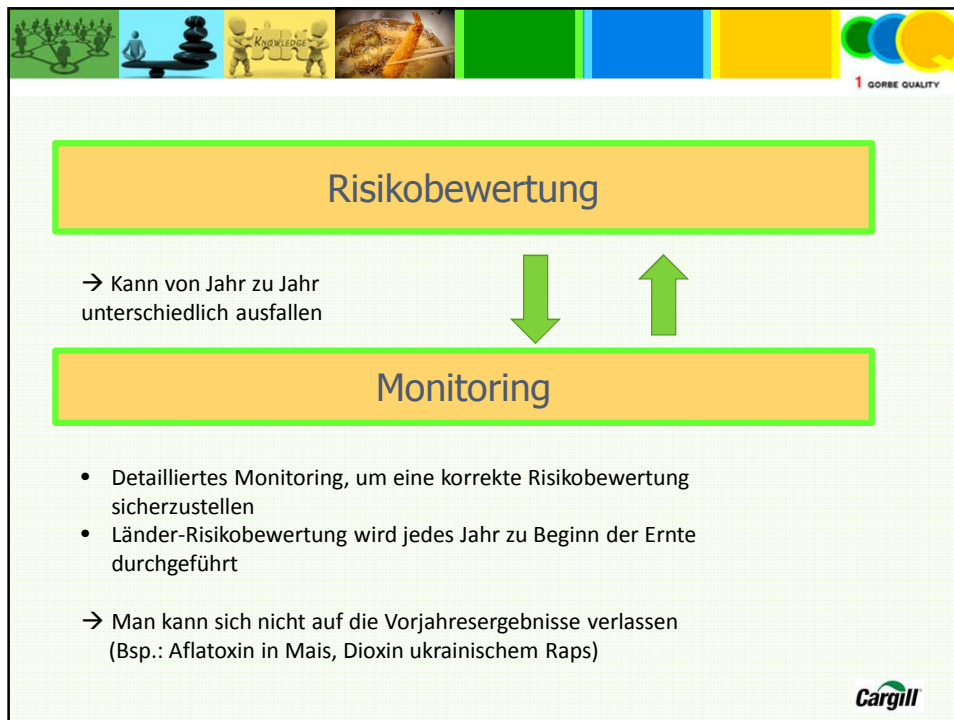 KNOWLEDGE
1 GORBE QUALITY
Risikobewertung
→ Kann von Jahr zu Jahr
unterschiedlich ausfallen
Monitoring
• Detailliertes Monitoring, um eine korrekte Risikobewertung
sicherzustellen
• Länder-Risikobewertung wird jedes Jahr zu Beginn der Ernte
durchgeführt
→ Man kann sich nicht auf die Vorjahresergebnisse verlassen
(Bsp.: Aflatoxin in Mais, Dioxin ukrainischem Raps)
Cargill